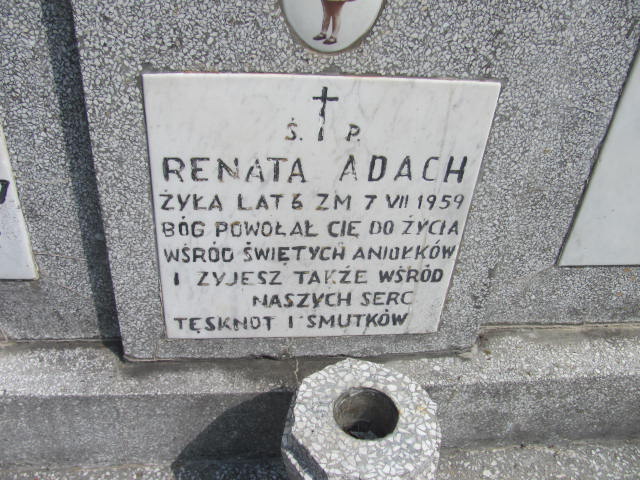 Ś. P.
RENATA ADACH
ŻYŁA LAT 6 ZM 7 VII 1959
BÓG POWOŁAŁ CIĘ DO ŻYCIA
WŚRÓD ŚWIĘTYCH ANIOŁKÓW
I ŻYJESZ TAKŻE WŚRÓD
NASZYCH SERC
TĘSKNOT I SMUTKÓW